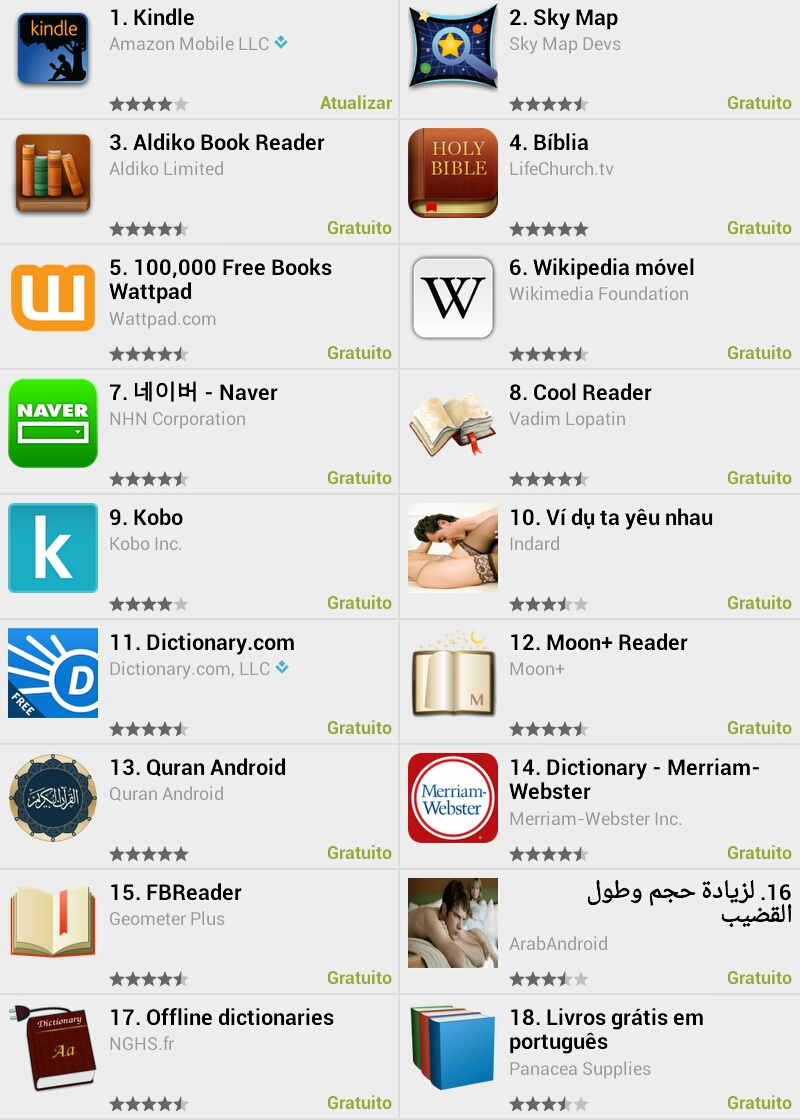 kindle
1. Kindle
Amazon Mobile LLC
Atualizar
2. Sky Map
Sky Map Devs
Gratuito
3. Aldiko Book Reader
Aldiko Limited
Gratuito
HOLY
BIBLE
4. Bíblia
LifeChurch.tv
Gratuito
5. 100,000 Free Books
Wattpad
Wattpad.com
Gratuito
W
6. Wikipedia móvel
Wikimedia Foundation
Gratuito
NAVER
7. 네이버 - Naver
NHN Corporation
Gratuito
8. Cool Reader
Vadim Lopatin
Gratuito
k
9. Kobo
Kobo Inc.
Gratuito
10. Ví dụ ta yêu nhau
Indard
Gratuito
D
FREE
11. Dictionary.com
Dictionary.com, LLC
Gratuito
M
12. Moon+ Reader
Moon+
Gratuito
القرآن الكريم
13. Quran Android
Quran Android
Gratuito
Merriam-
Webster
14. Dictionary - Merriam-
Webster
Merriam-Webster Inc.
Gratuito
15. FBReader
Geometer Plus
Gratuito
16. لزيادة حجم وطول
القضيب
ArabAndroid
Gratuito
Dictionary
Aa
17. Offline dictionaries
NGHS.fr
Gratuito
18. Livros grátis em
português
Panacea Supplies
Gratuito